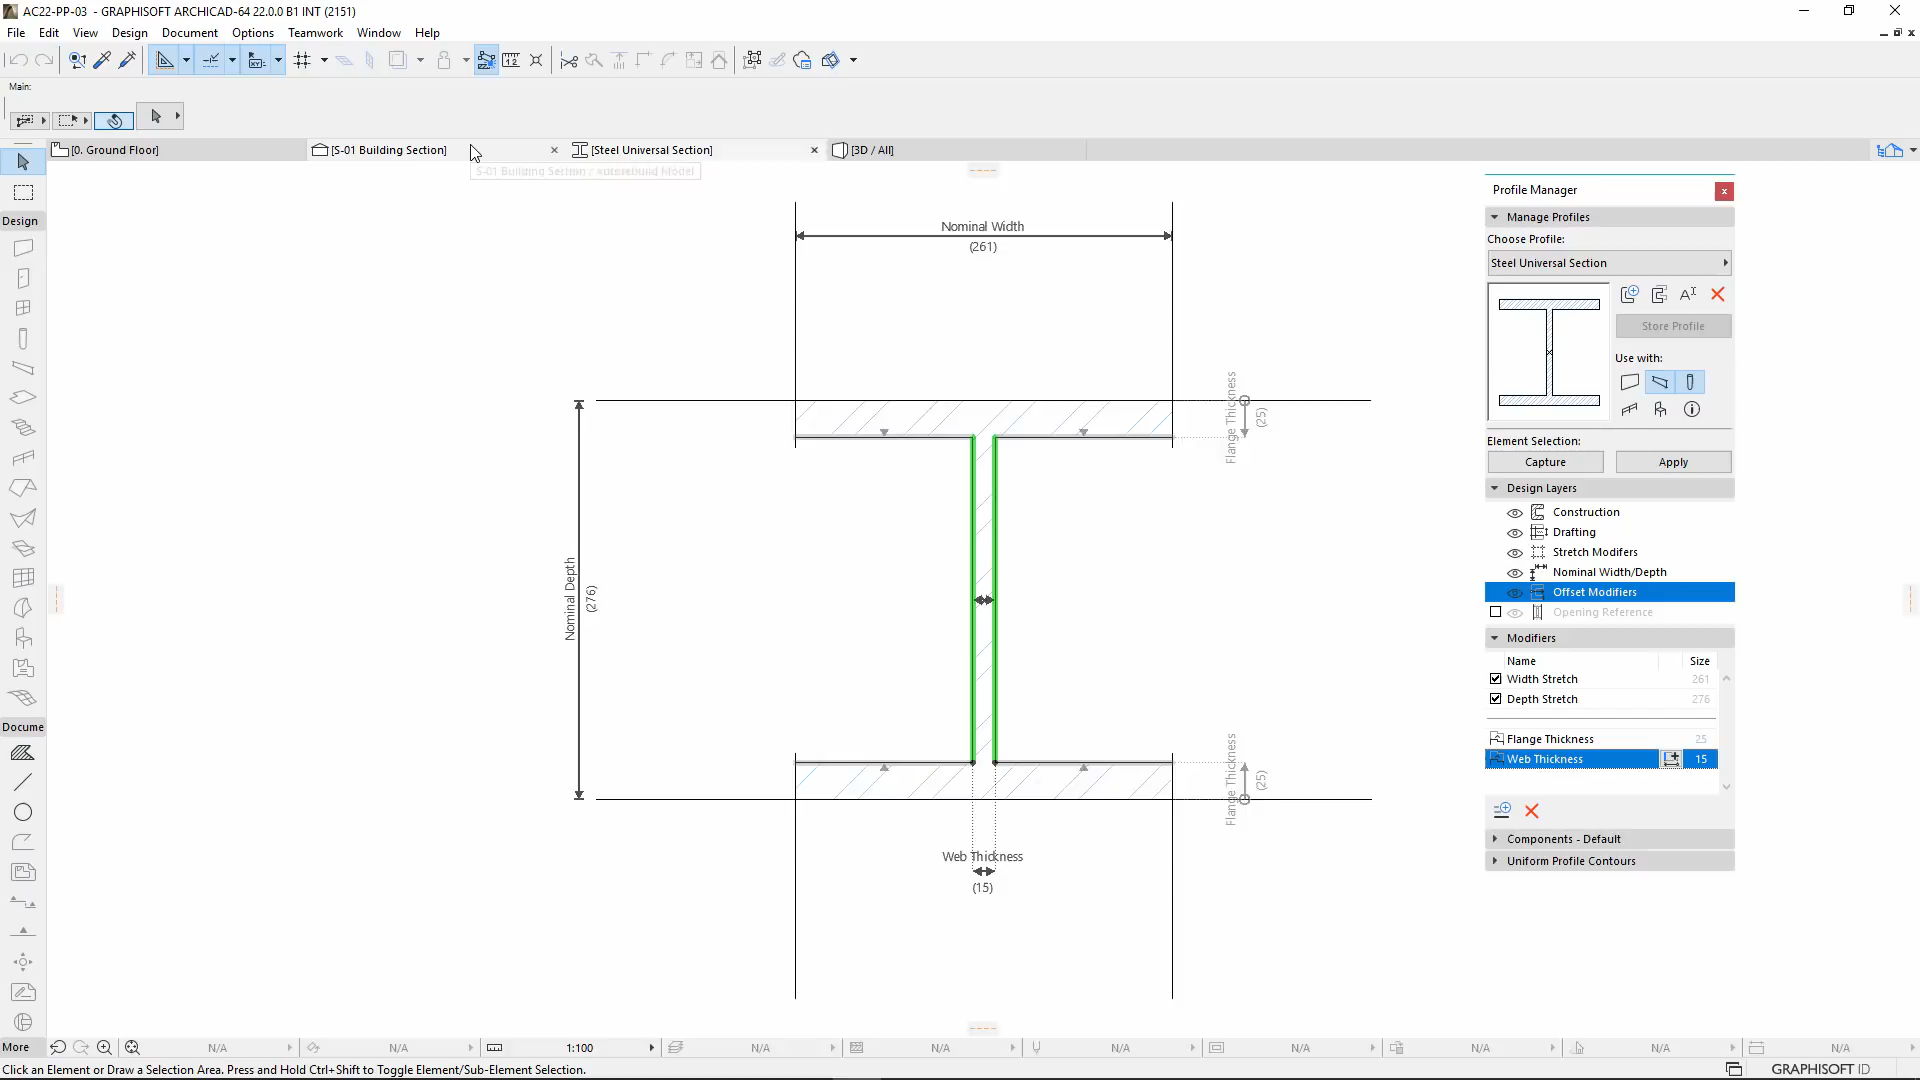 AC22-PP-03 - GRAPHISOFT ARCHICAD-64 22.0.0 B1 INT (2151)
File Edit View Design Document Options Teamwork Window Help
Main:
[0. Ground Floor] [S-01 Building Section] [Steel Universal Section] [3D / All]
Design
Docume
More
Nominal Width
(261)
Nominal Depth
(276)
Flange Thickness
(25)
Flange Thickness
(25)
Web Thickness
(15)
Profile Manager
Manage Profiles
Choose Profile:
Steel Universal Section
Store Profile
Use with:
Element Selection:
Capture Apply
Design Layers
Construction
Drafting
Stretch Modifers
Nominal Width/Depth
Offset Modifiers
Opening Reference
Modifiers
Name Size
Width Stretch 261
Depth Stretch 276
Flange Thickness 25
Web Thickness 15
Components - Default
Uniform Profile Contours
N/A N/A 1:100 N/A N/A N/A N/A N/A N/A N/A
Click an Element or Draw a Selection Area. Press and Hold Ctrl+Shift to Toggle Element/Sub-Element Selection.
GRAPHISOFT ID